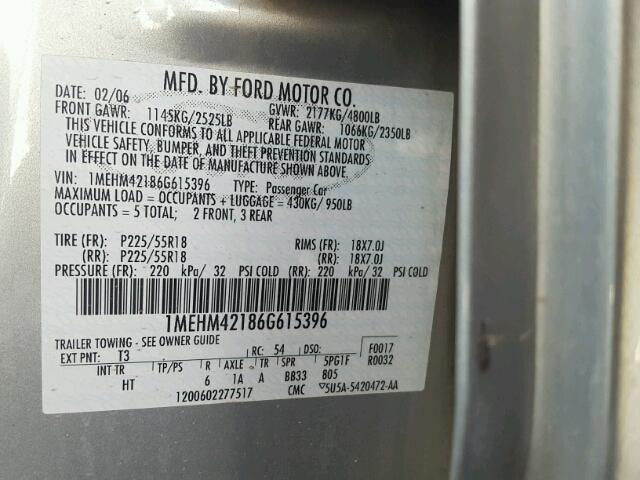 MFD. BY FORD MOTOR CO.
DATE: 02/06 GVWR: 2177KG/4800LB
FRONT GAWR: 1145KG/2525LB REAR GAWR: 1066KG/2350LB
THIS VEHICLE CONFORMS TO ALL APPLICABLE FEDERAL MOTOR
VEHICLE SAFETY, BUMPER, AND THEFT PREVENTION STANDARDS
IN EFFECT ON THE DATE OF MANUFACTURE SHOWN ABOVE.
VIN: 1MEHM42186G615396 TYPE: Passenger Car
MAXIMUM LOAD = OCCUPANTS + LUGGAGE = 430KG/950LB
OCCUPANTS = 5 TOTAL; 2 FRONT, 3 REAR
TIRE (FR): P225/55R18 RIMS (FR): 18X7.0J
(RR): P225/55R18 (RR): 18X7.0J
PRESSURE (FR): 220 kPa/ 32 PSI COLD (RR): 220 kPa/ 32 PSI COLD
1MEHM42186G615396
TRAILER TOWING - SEE OWNER GUIDE
EXT PNT: T3 RC: 54 DSO: F0017
INT TR TP/PS R AXLE TR SPR 5PG1F R0032
HT 6 1A A BB33 B05
1200602277517 CMC ▽5U5A-5420472-AA